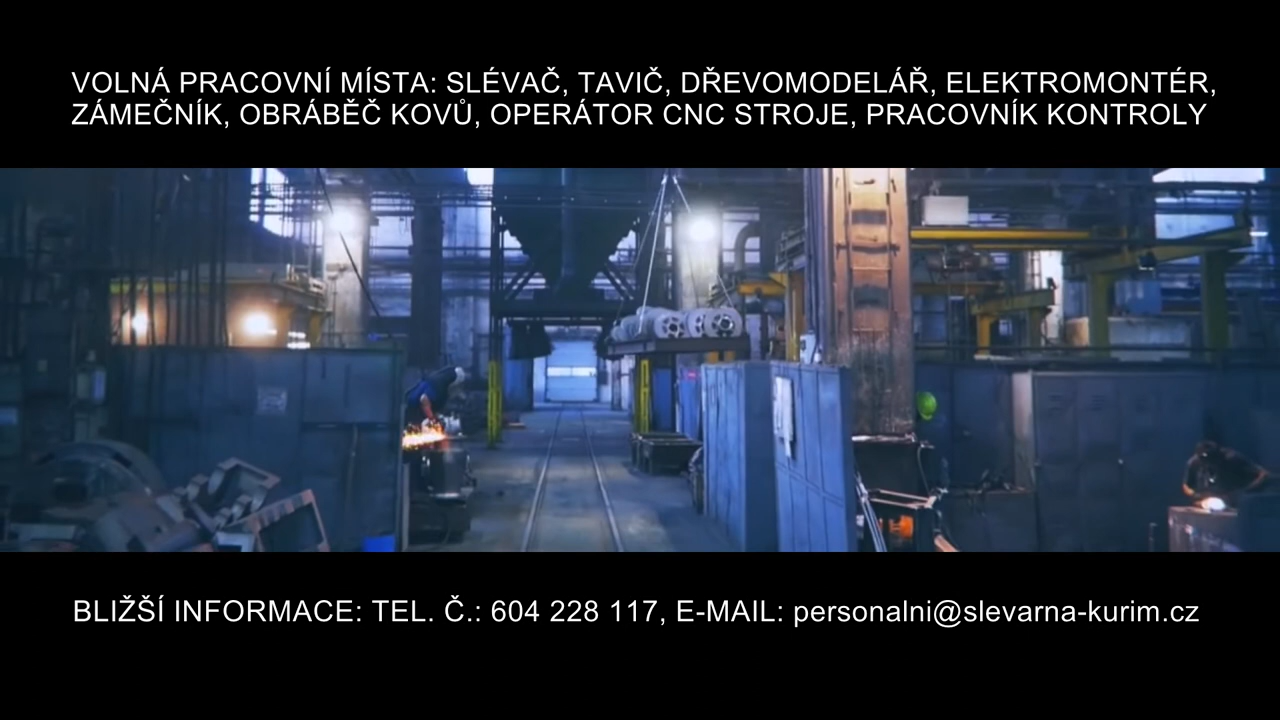 VOLNÁ PRACOVNÍ MÍSTA: SLÉVAČ, TAVIČ, DŘEVOMODELÁŘ, ELEKTROMONTÉR,
ZÁMEČNÍK, OBRÁBĚČ KOVŮ, OPERÁTOR CNC STROJE, PRACOVNÍK KONTROLY
BLIŽŠÍ INFORMACE: TEL. Č.: 604 228 117, E-MAIL: personalni@slevarna-kurim.cz